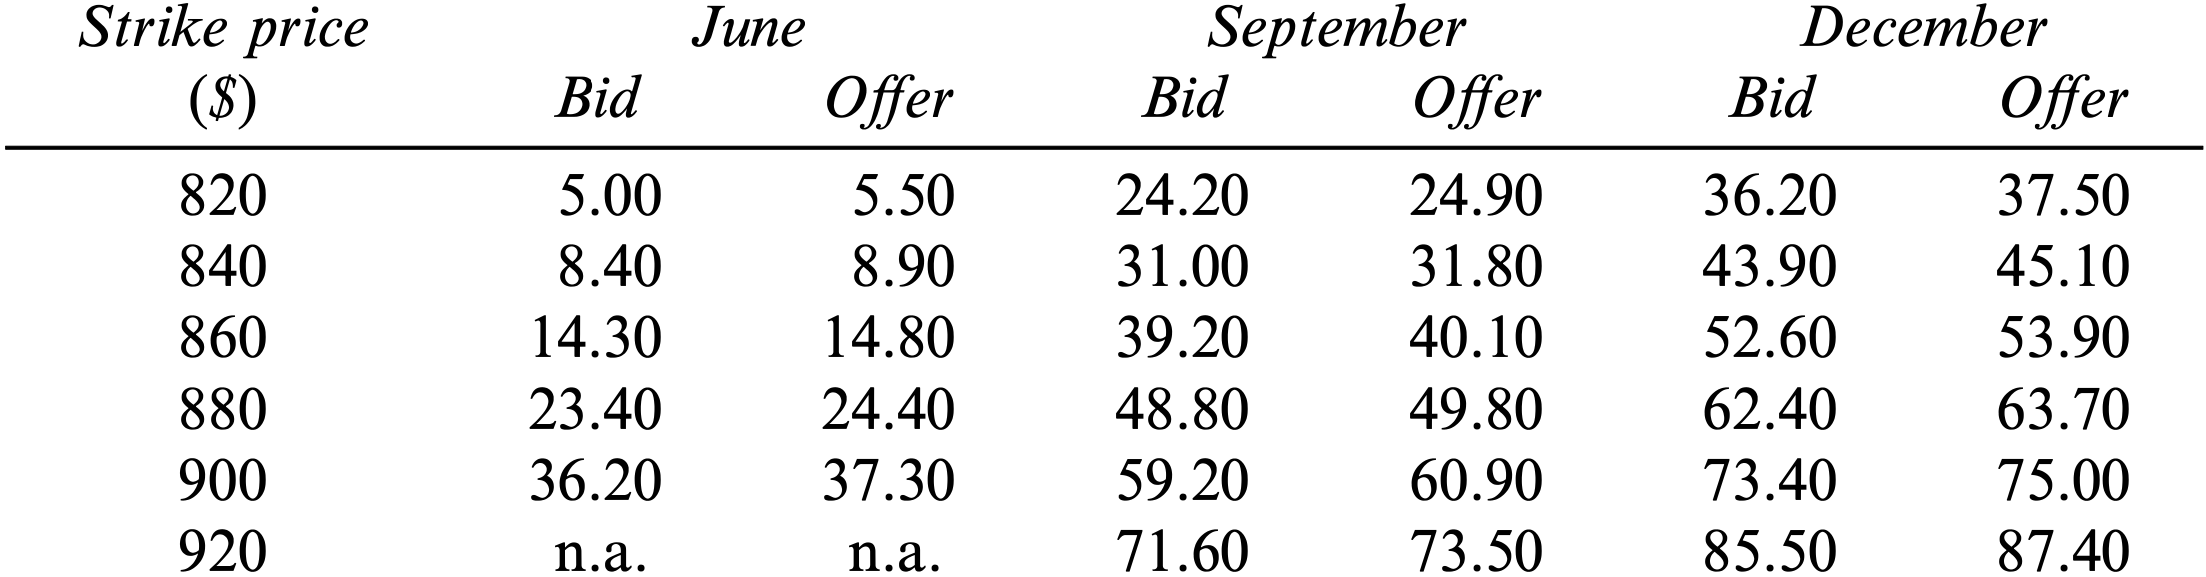 Strike price June September December
($) Bid Offer Bid Offer Bid Offer
820 5.00 5.50 24.20 24.90 36.20 37.50
840 8.40 8.90 31.00 31.80 43.90 45.10
860 14.30 14.80 39.20 40.10 52.60 53.90
880 23.40 24.40 48.80 49.80 62.40 63.70
900 36.20 37.30 59.20 60.90 73.40 75.00
920 n.a. n.a. 71.60 73.50 85.50 87.40